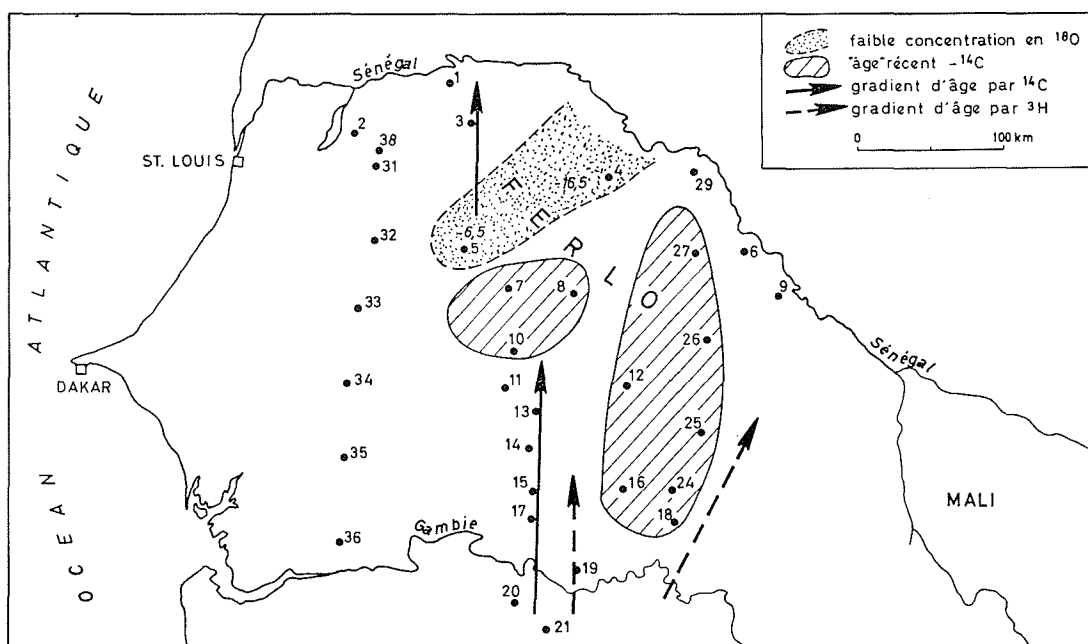 faible concentration en ¹⁸O
"âge" récent -¹⁴C
gradient d'âge par ¹⁴C
gradient d'âge par ³H
0 100 km
OCEAN ATLANTIQUE
Sénégal
ST. LOUIS
DAKAR
FERLO
Gambie
Sénégal
MALI
1
2
3
38
31
-6,5
4
29
32
-6,5
5
27
6
7
8
9
33
10
26
11
12
34
13
25
14
35
15
16
24
17
18
36
19
20
21